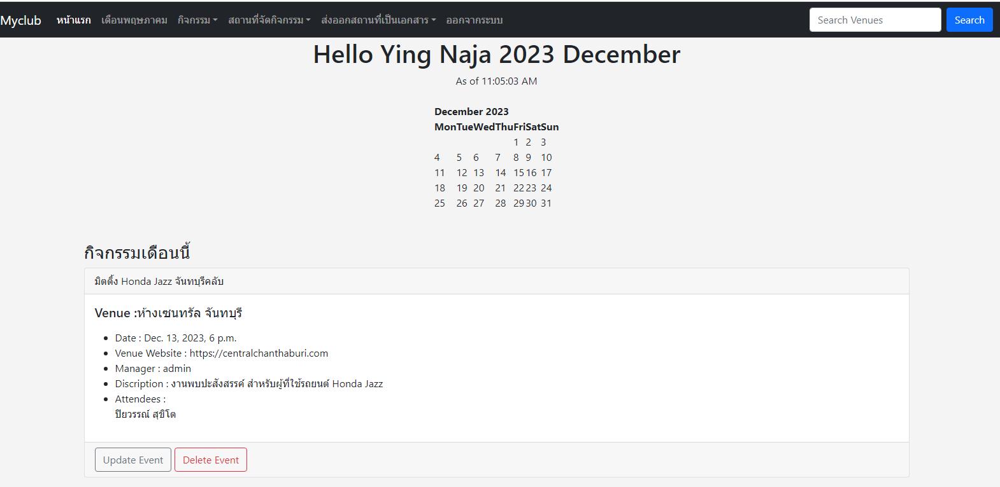 Myclub หน้าแรก เดือนพฤษภาคม กิจกรรม สถานที่จัดกิจกรรม ส่งออกสถานที่เป็นเอกสาร ออกจากระบบ Search Venues Search
Hello Ying Naja 2023 December
As of 11:05:03 AM
December 2023
MonTueWedThuFriSatSun
1 2 3
4 5 6 7 8 9 10
11 12 13 14 15 16 17
18 19 20 21 22 23 24
25 26 27 28 29 30 31
กิจกรรมเดือนนี้
มิตติ้ง Honda Jazz จันทบุรีคลับ
Venue :ห้างเซนทรัล จันทบุรี
Date : Dec. 13, 2023, 6 p.m.
Venue Website : https://centralchanthaburi.com
Manager : admin
Discription : งานพบปะสังสรรค์ สำหรับผู้ที่ใช้รถยนต์ Honda Jazz
Attendees :
ปิยวรรณ์ สุขิโต
Update Event Delete Event